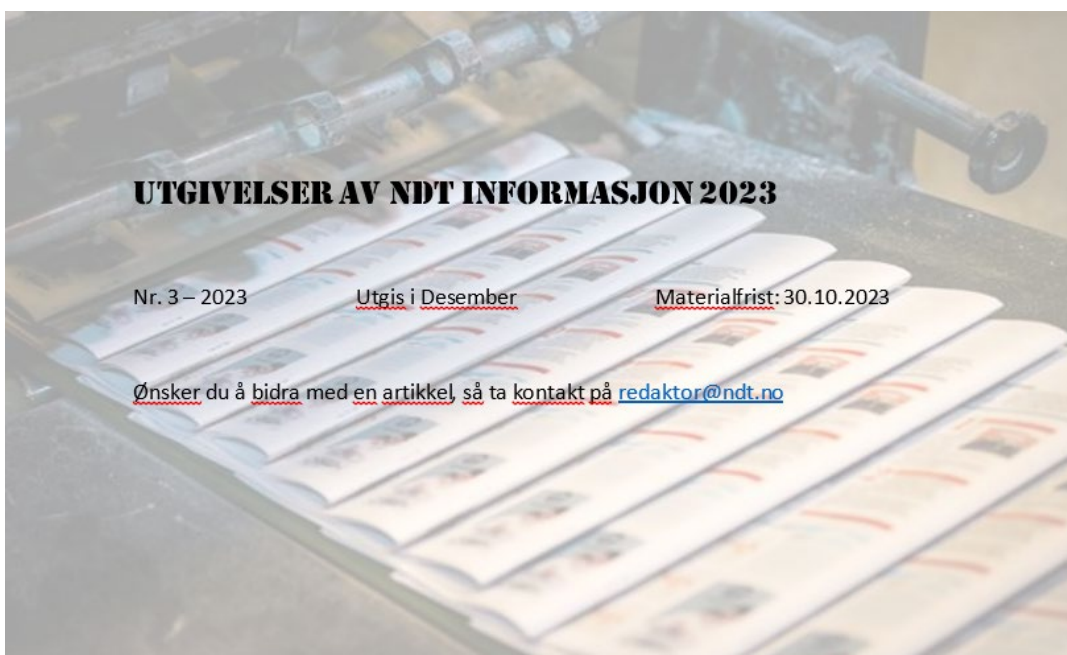 UTGIVELSER AV NDT INFORMASJON 2023
Nr. 3 – 2023 Utgis i Desember Materialfrist: 30.10.2023
Ønsker du å bidra med en artikkel, så ta kontakt på redaktor@ndt.no